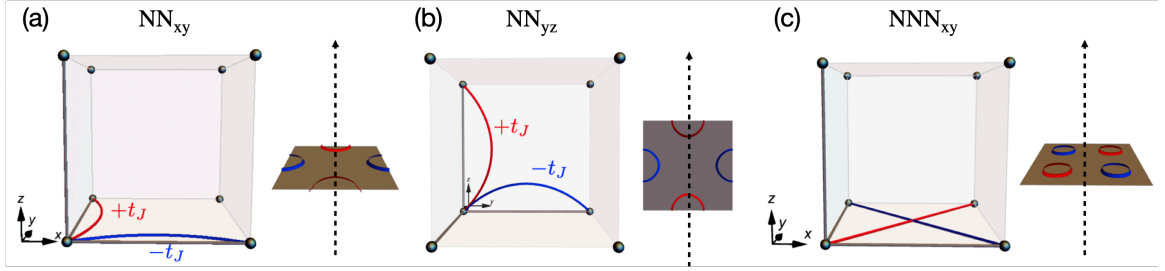 (a) NN_xy
+t_J
-t_J
z
y
x
(b) NN_yz
+t_J
-t_J
z
y
(c) NNN_xy
z
y
x